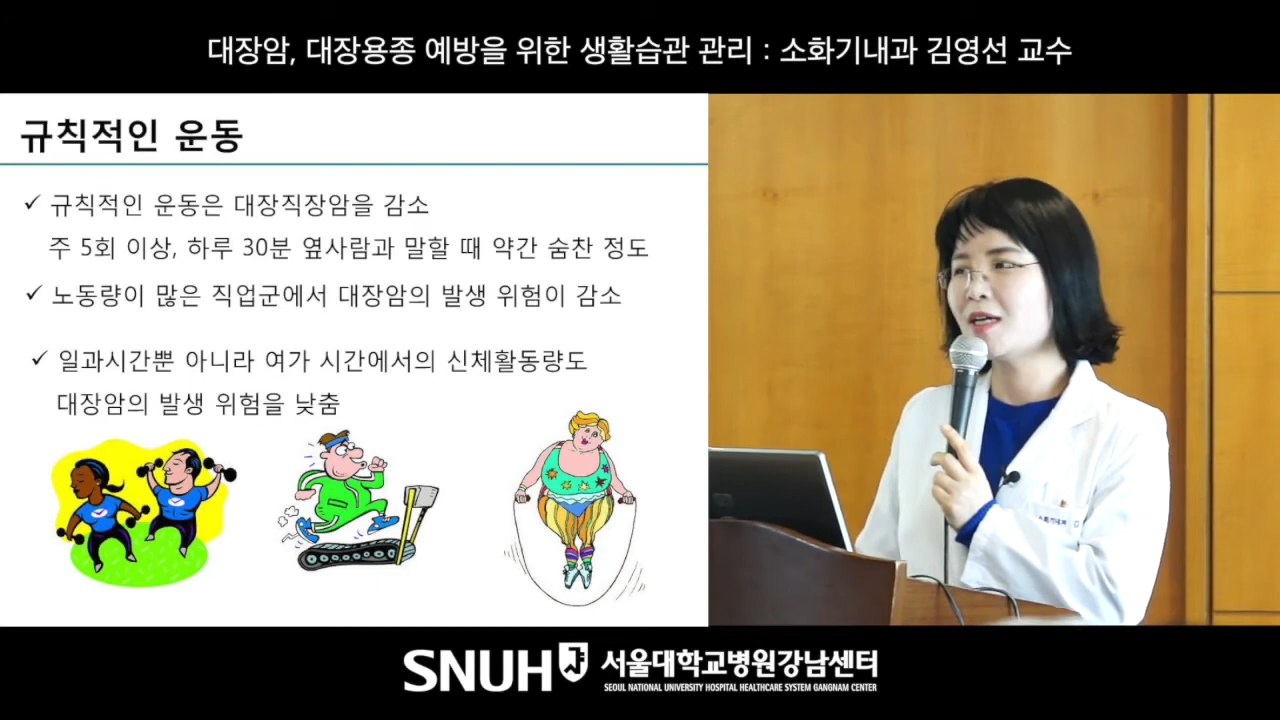 대장암, 대장용종 예방을 위한 생활습관 관리 : 소화기내과 김영선 교수
규칙적인 운동
✓ 규칙적인 운동은 대장직장암을 감소
주 5회 이상, 하루 30분 옆사람과 말할 때 약간 숨찬 정도
✓ 노동량이 많은 직업군에서 대장암의 발생 위험이 감소
✓ 일과시간뿐 아니라 여가 시간에서의 신체활동량도
대장암의 발생 위험을 낮춤
SNUH 서울대학교병원강남센터
SEOUL NATIONAL UNIVERSITY HOSPITAL HEALTHCARE SYSTEM GANGNAM CENTER